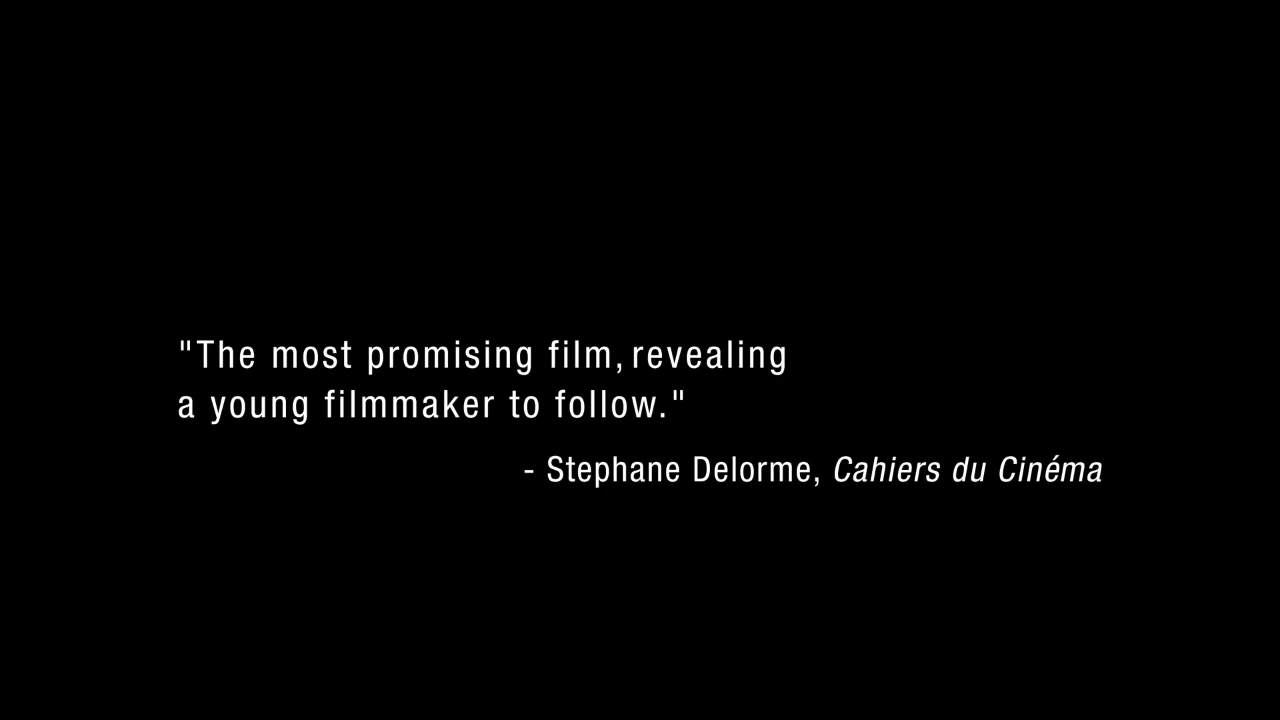 "The most promising film, revealing
a young filmmaker to follow."
- Stephane Delorme, Cahiers du Cinéma